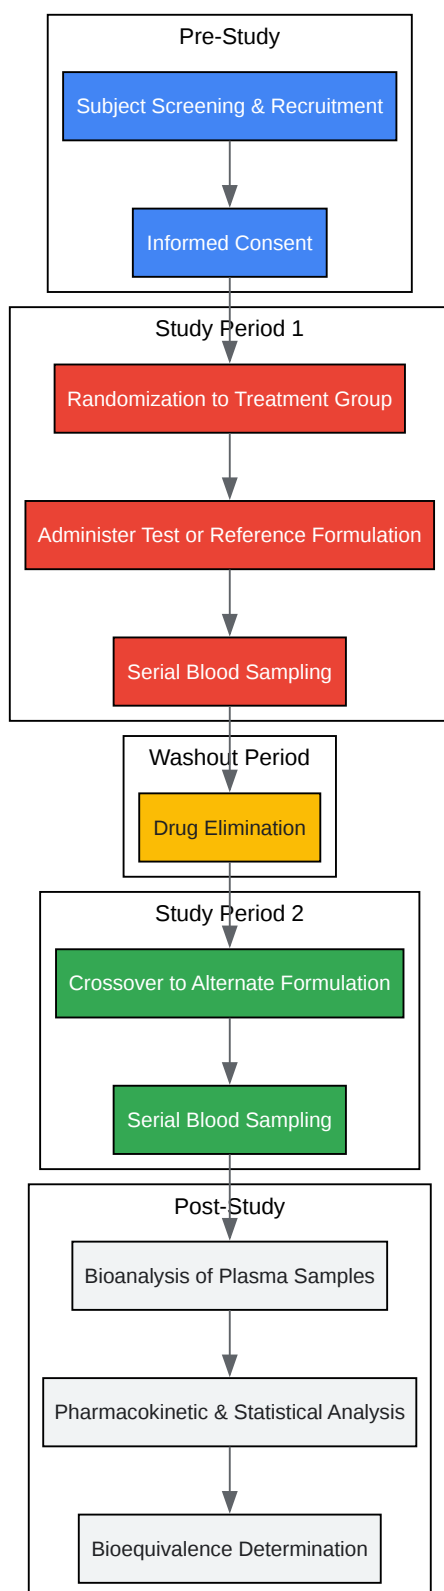 Pre-Study
Subject Screening & Recruitment
Informed Consent
Study Period 1
Randomization to Treatment Group
Administer Test or Reference Formulation
Serial Blood Sampling
Washout Period
Drug Elimination
Study Period 2
Crossover to Alternate Formulation
Serial Blood Sampling
Post-Study
Bioanalysis of Plasma Samples
Pharmacokinetic & Statistical Analysis
Bioequivalence Determination